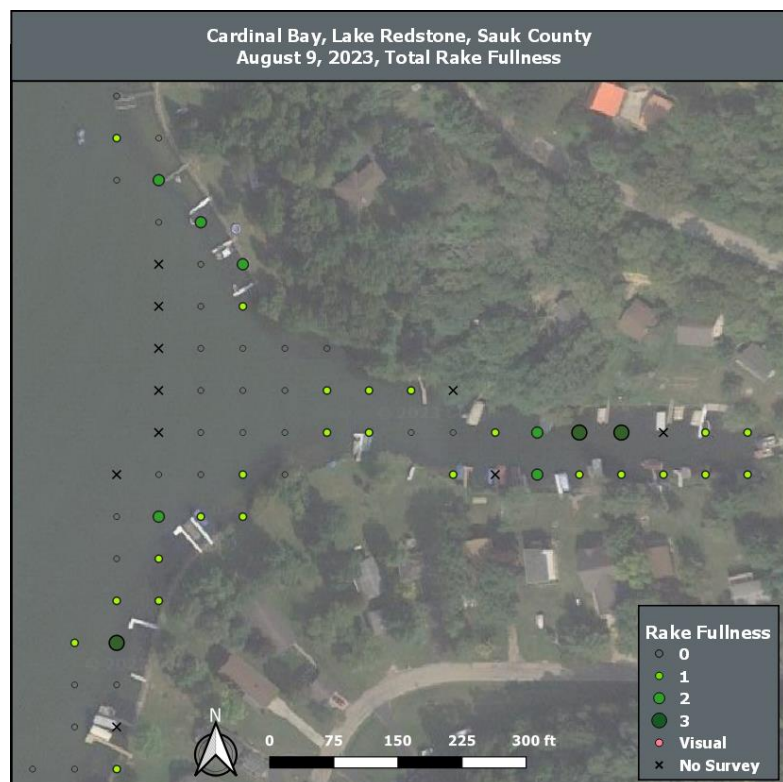 Cardinal Bay, Lake Redstone, Sauk County
August 9, 2023, Total Rake Fullness
Rake Fullness
0
1
2
3
Visual
No Survey
N
0 75 150 225 300 ft